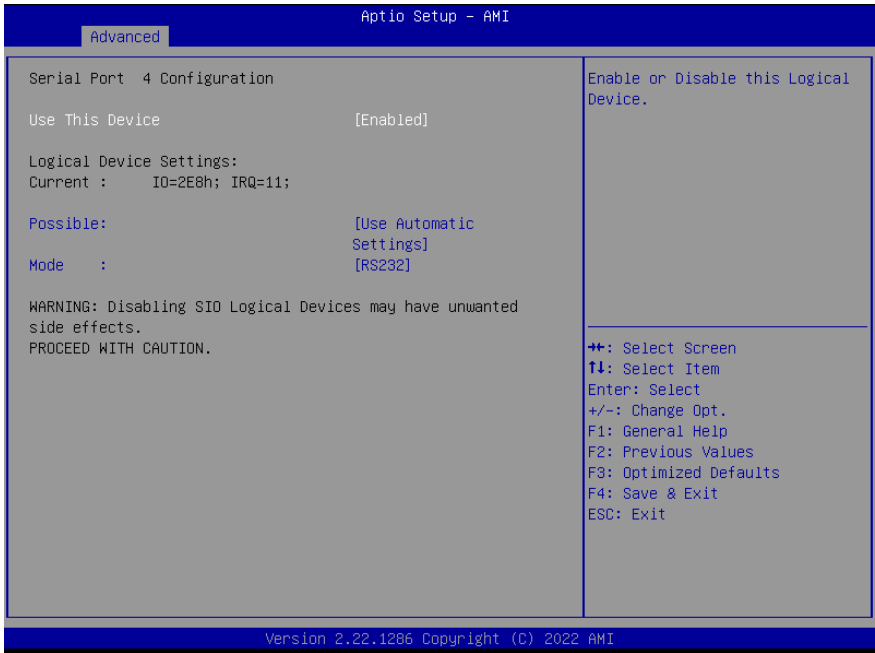 Aptio Setup – AMI
Advanced
Serial Port  4 Configuration
Use This Device [Enabled]
Logical Device Settings:
Current : IO=2E8h; IRQ=11;
Possible: [Use Automatic
Settings]
Mode : [RS232]
WARNING: Disabling SIO Logical Devices may have unwanted
side effects.
PROCEED WITH CAUTION.
Enable or Disable this Logical
Device.
→←: Select Screen
↑↓: Select Item
Enter: Select
+/-: Change Opt.
F1: General Help
F2: Previous Values
F3: Optimized Defaults
F4: Save & Exit
ESC: Exit
Version 2.22.1286 Copyright (C) 2022 AMI